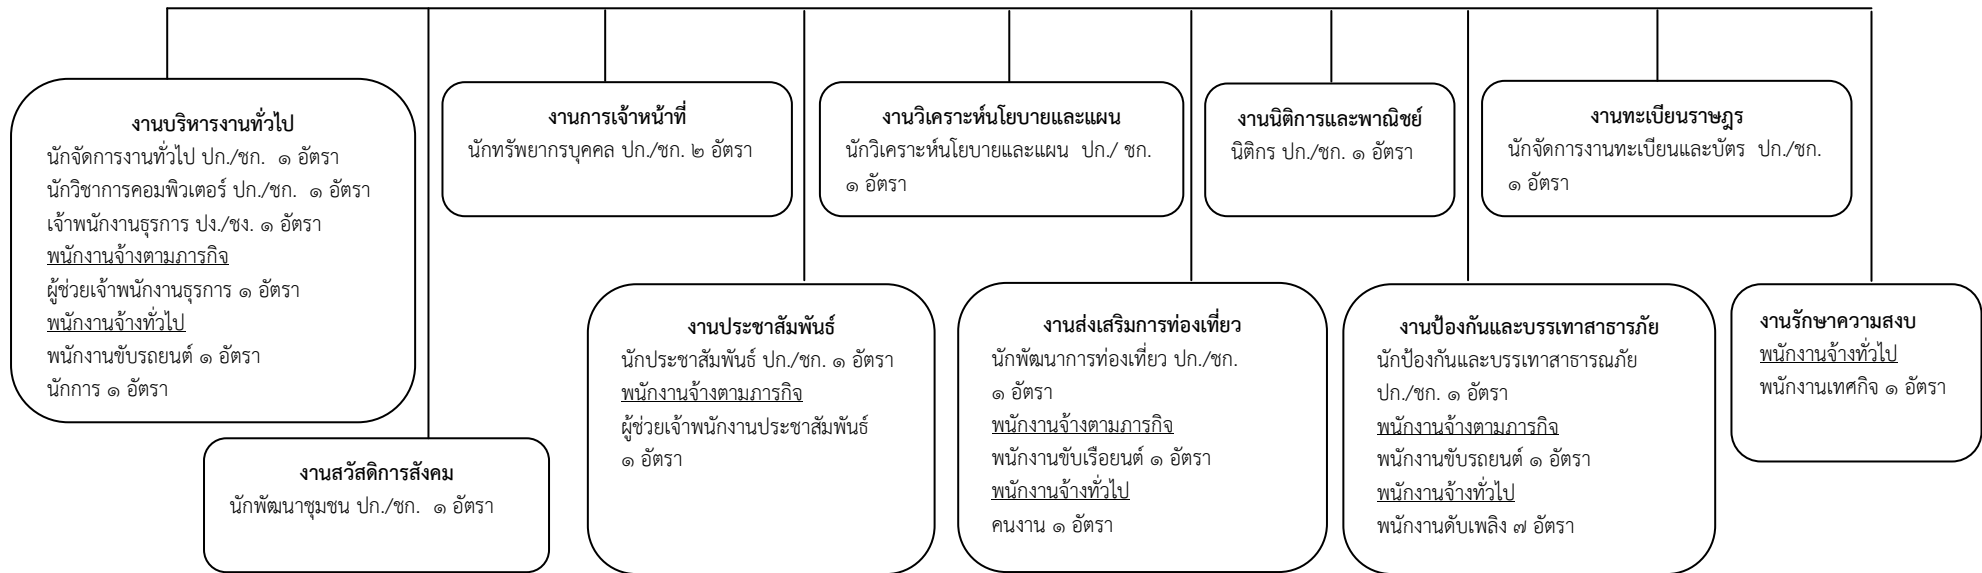 งานบริหารงานทั่วไป
นักจัดการงานทั่วไป ปก./ชก. ๑ อัตรา
นักวิชาการคอมพิวเตอร์ ปก./ชก. ๑ อัตรา
เจ้าพนักงานธุรการ ปง./ชง. ๑ อัตรา
พนักงานจ้างตามภารกิจ
ผู้ช่วยเจ้าพนักงานธุรการ ๑ อัตรา
พนักงานจ้างทั่วไป
พนักงานขับรถยนต์ ๑ อัตรา
นักการ ๑ อัตรา
งานการเจ้าหน้าที่
นักทรัพยากรบุคคล ปก./ชก. ๒ อัตรา
งานวิเคราะห์นโยบายและแผน
นักวิเคราะห์นโยบายและแผน ปก./ ชก.
๑ อัตรา
งานนิติการและพาณิชย์
นิติกร ปก./ชก. ๑ อัตรา
งานทะเบียนราษฎร
นักจัดการงานทะเบียนและบัตร ปก./ชก.
๑ อัตรา
งานสวัสดิการสังคม
นักพัฒนาชุมชน ปก./ชก. ๑ อัตรา
งานประชาสัมพันธ์
นักประชาสัมพันธ์ ปก./ชก. ๑ อัตรา
พนักงานจ้างตามภารกิจ
ผู้ช่วยเจ้าพนักงานประชาสัมพันธ์
๑ อัตรา
งานส่งเสริมการท่องเที่ยว
นักพัฒนาการท่องเที่ยว ปก./ชก.
๑ อัตรา
พนักงานจ้างตามภารกิจ
พนักงานขับเรือยนต์ ๑ อัตรา
พนักงานจ้างทั่วไป
คนงาน ๑ อัตรา
งานป้องกันและบรรเทาสาธารภัย
นักป้องกันและบรรเทาสาธารณภัย
ปก./ชก. ๑ อัตรา
พนักงานจ้างตามภารกิจ
พนักงานขับรถยนต์ ๑ อัตรา
พนักงานจ้างทั่วไป
พนักงานดับเพลิง ๗ อัตรา
งานรักษาความสงบ
พนักงานจ้างทั่วไป
พนักงานเทศกิจ ๑ อัตรา